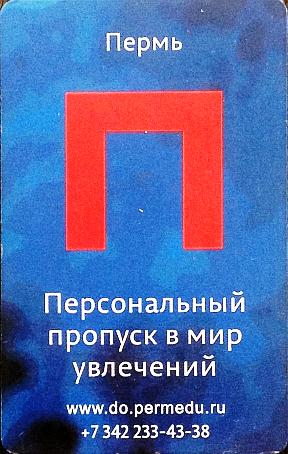 Пермь
П
Персональный
пропуск в мир
увлечений
www.do.permedu.ru
+7 342 233-43-38